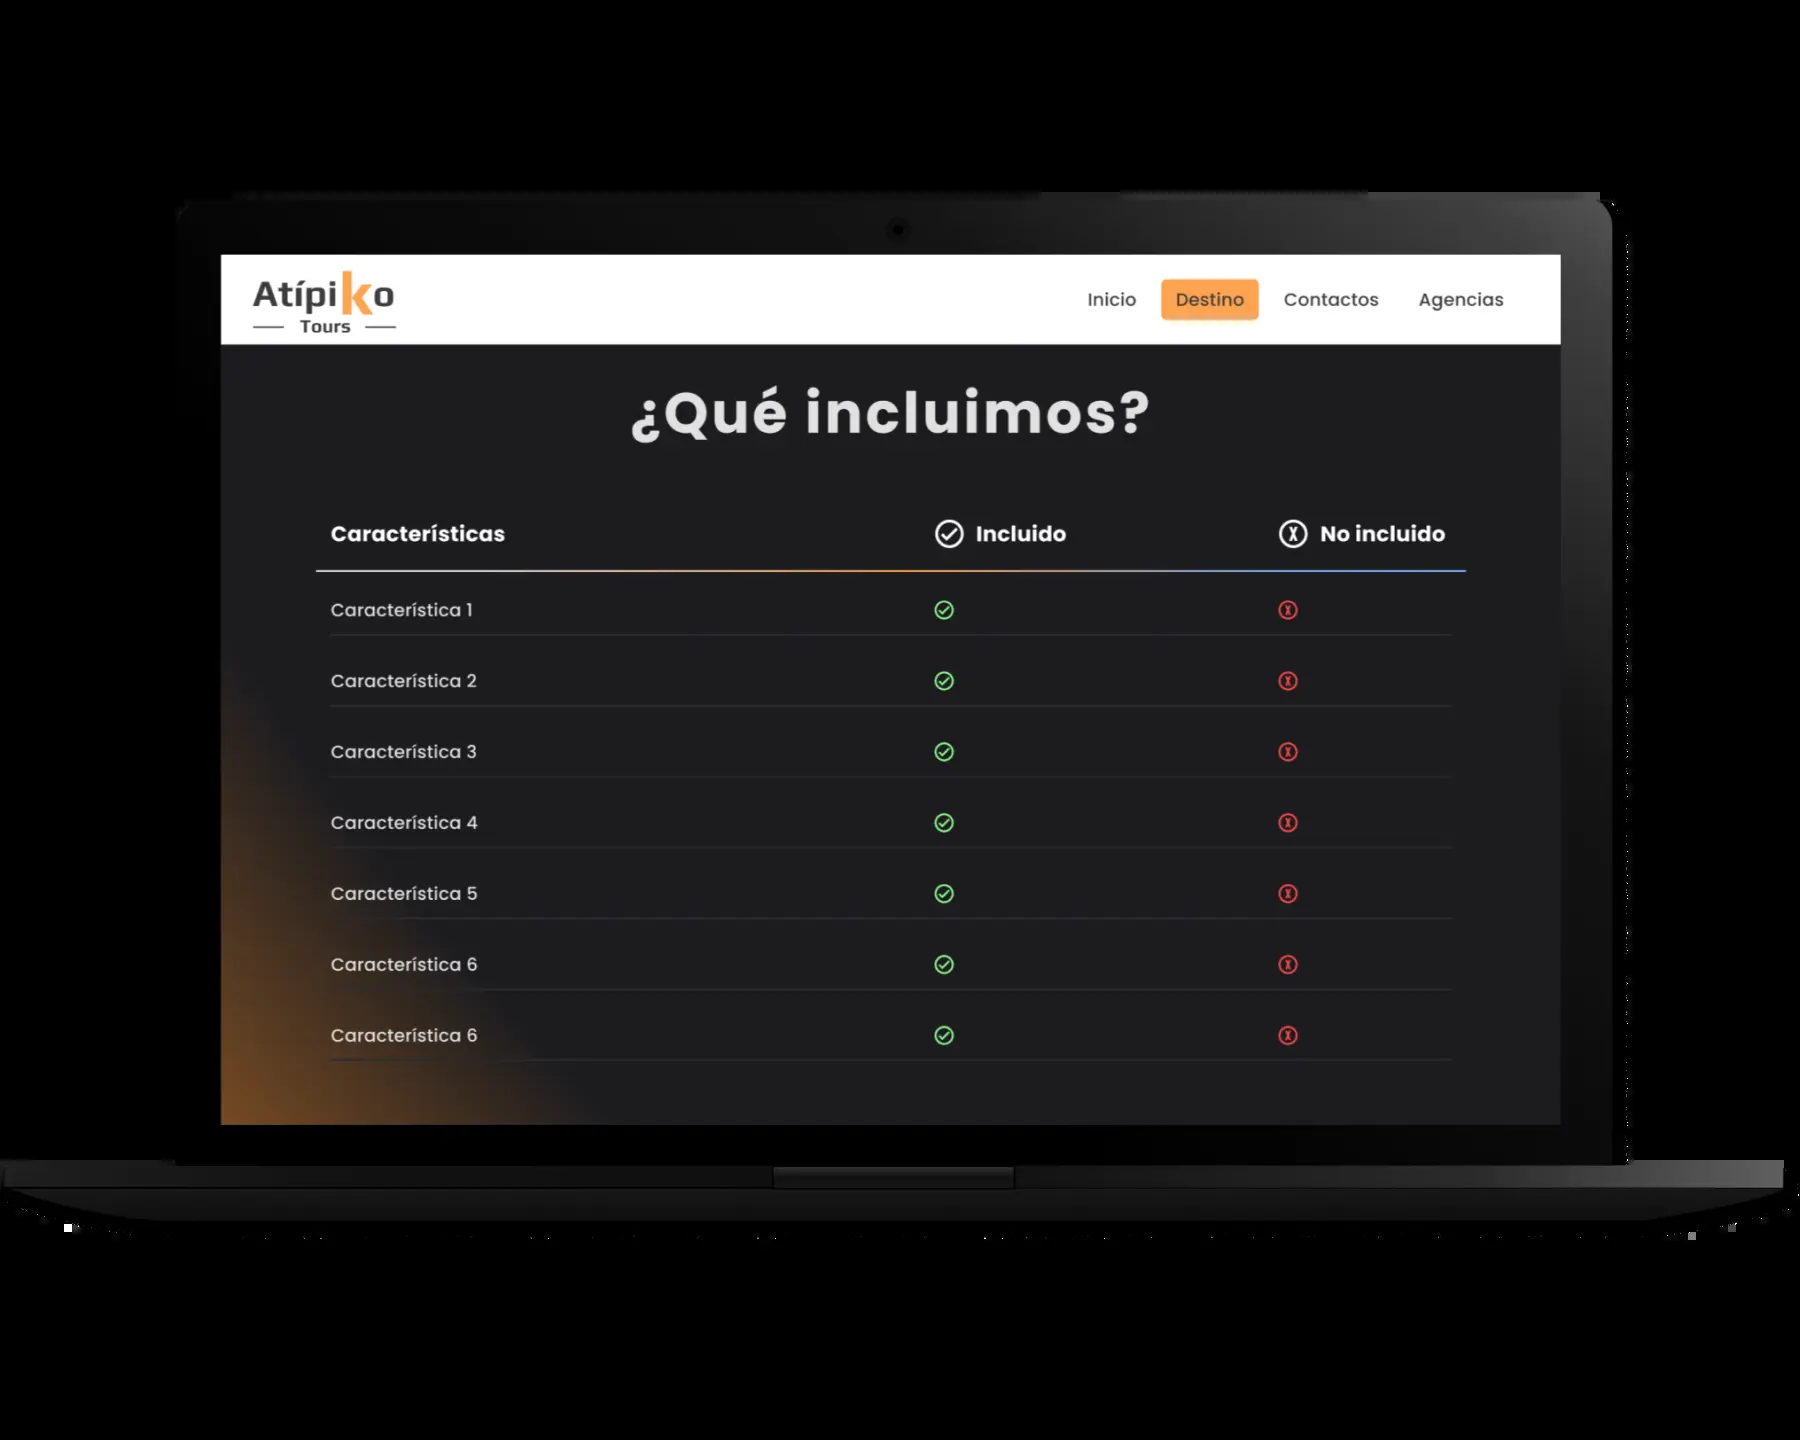 Atípiko
Tours
Inicio Destino Contactos Agencias
¿Qué incluimos?
Características Incluido No incluido
Característica 1
Característica 2
Característica 3
Característica 4
Característica 5
Característica 6
Característica 6